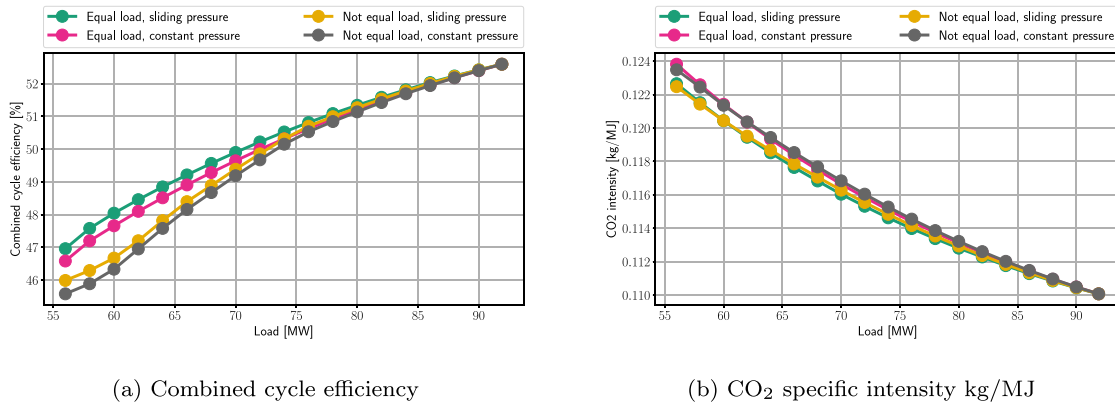 Equal load, sliding pressure
Not equal load, sliding pressure
Equal load, constant pressure
Not equal load, constant pressure
Combined cycle efficiency [%]
52
51
50
49
48
47
46
55 60 65 70 75 80 85 90
Load [MW]
(a) Combined cycle efficiency
Equal load, sliding pressure
Not equal load, sliding pressure
Equal load, constant pressure
Not equal load, constant pressure
CO2 intensity [kg/MJ]
0.124
0.122
0.120
0.118
0.116
0.114
0.112
0.110
55 60 65 70 75 80 85 90
Load [MW]
(b) CO₂ specific intensity kg/MJ